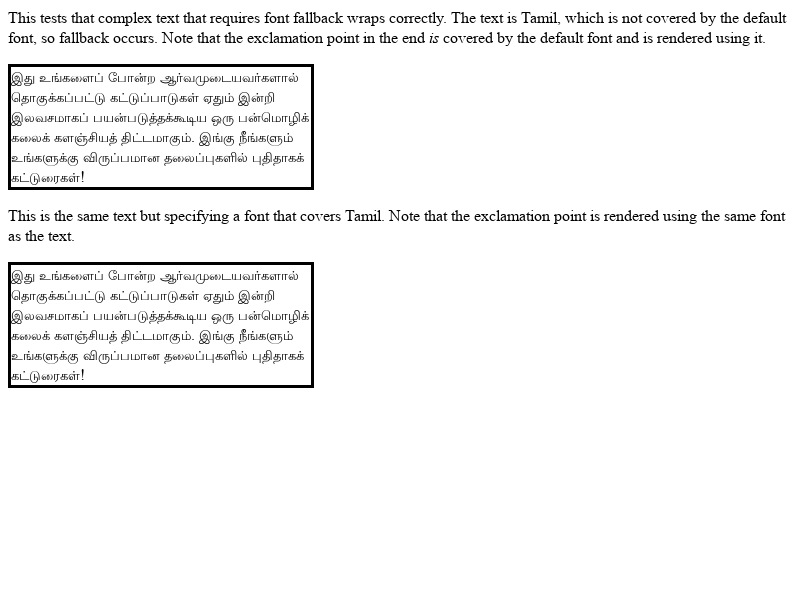 This tests that complex text that requires font fallback wraps correctly. The text is Tamil, which is not covered by the default
font, so fallback occurs. Note that the exclamation point in the end is covered by the default font and is rendered using it.
இது உங்களைப் போன்ற ஆர்வமுடையவர்களால்
தொகுக்கப்பட்டு கட்டுப்பாடுகள் ஏதும் இன்றி
இலவசமாகப் பயன்படுத்தக்கூடிய ஒரு பன்மொழிக்
கலைக் களஞ்சியத் திட்டமாகும். இங்கு நீங்களும்
உங்களுக்கு விருப்பமான தலைப்புகளில் புதிதாகக்
கட்டுரைகள்!
This is the same text but specifying a font that covers Tamil. Note that the exclamation point is rendered using the same font
as the text.
இது உங்களைப் போன்ற ஆர்வமுடையவர்களால்
தொகுக்கப்பட்டு கட்டுப்பாடுகள் ஏதும் இன்றி
இலவசமாகப் பயன்படுத்தக்கூடிய ஒரு பன்மொழிக்
கலைக் களஞ்சியத் திட்டமாகும். இங்கு நீங்களும்
உங்களுக்கு விருப்பமான தலைப்புகளில் புதிதாகக்
கட்டுரைகள்!